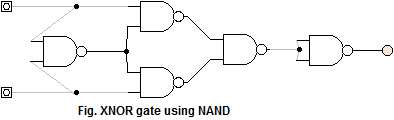 Fig. XNOR gate using NAND